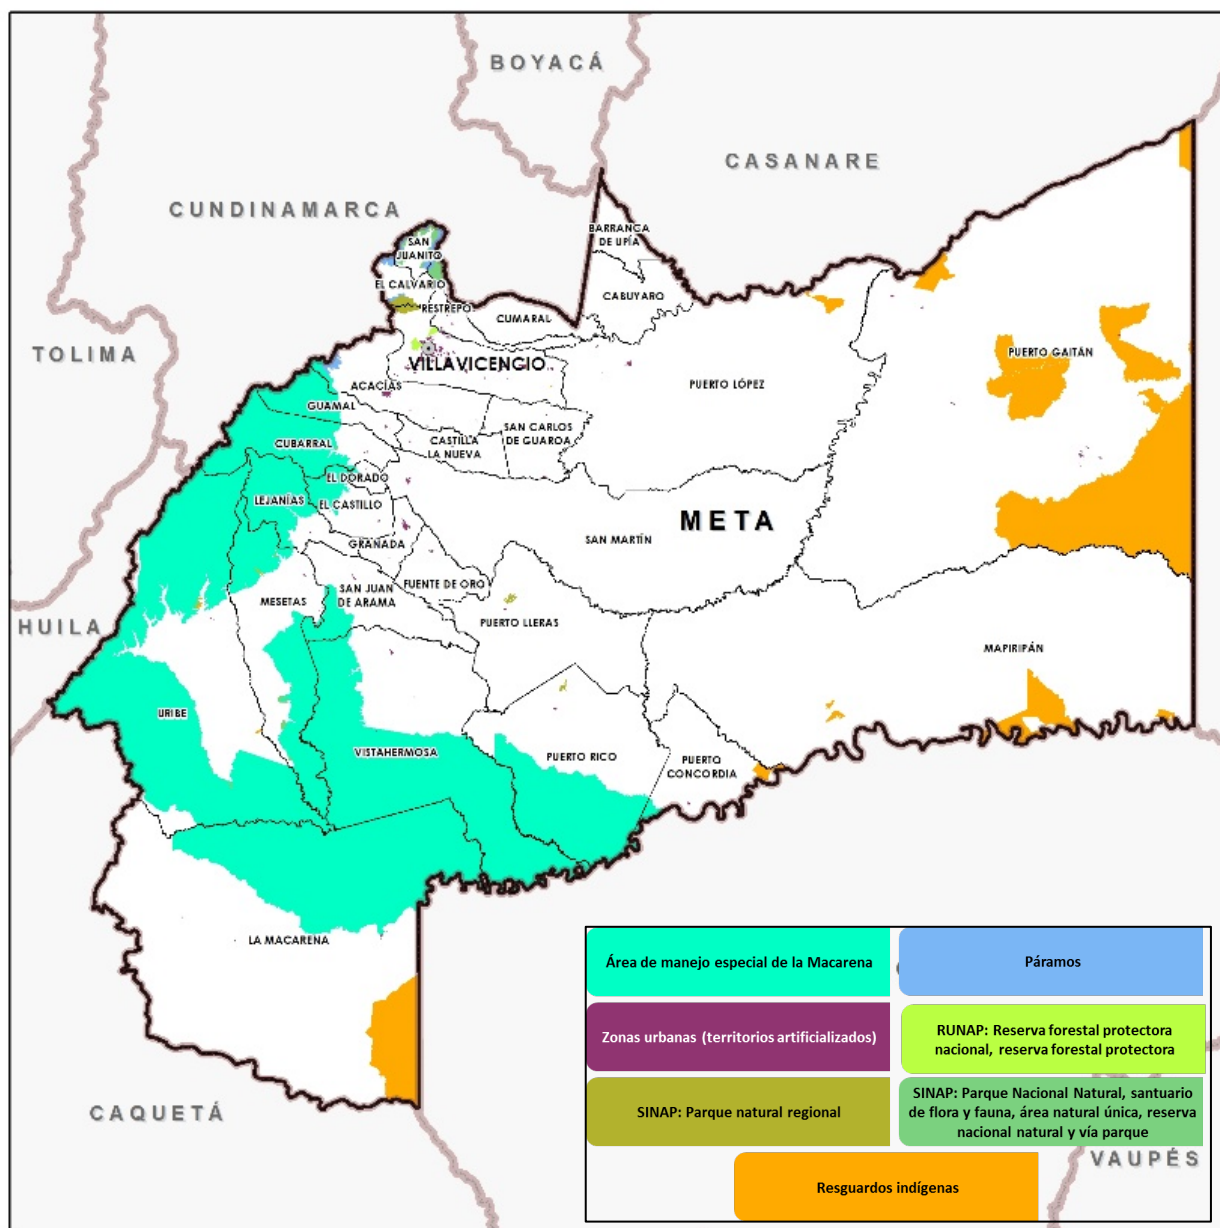 BOYACÁ
CASANARE
CUNDINAMARCA
BARRANCA
DE UPÍA
SAN
JUANITO
EL CALVARIO
CABUYARO
RESTREPO
CUMARAL
TOLIMA
PUERTO GAITÁN
VILLAVICENCIO
PUERTO LÓPEZ
ACACÍAS
GUAMAL
SAN CARLOS
DE GUAROA
CUBARRAL
CASTILLA
LA NUEVA
EL DORADO
LEJANÍAS
EL CASTILLO
META
SAN MARTÍN
GRANADA
FUENTE DE ORO
SAN JUAN
DE ARAMA
MESETAS
HUILA
PUERTO LLERAS
MAPIRIPÁN
URIBE
VISTAHERMOSA
PUERTO RICO
PUERTO
CONCORDIA
LA MACARENA
CAQUETÁ
VAUPÉS
Área de manejo especial de la Macarena
Páramos
Zonas urbanas (territorios artificializados)
RUNAP: Reserva forestal protectora
nacional, reserva forestal protectora
SINAP: Parque natural regional
SINAP: Parque Nacional Natural, santuario
de flora y fauna, área natural única, reserva
nacional natural y vía parque
Resguardos indígenas